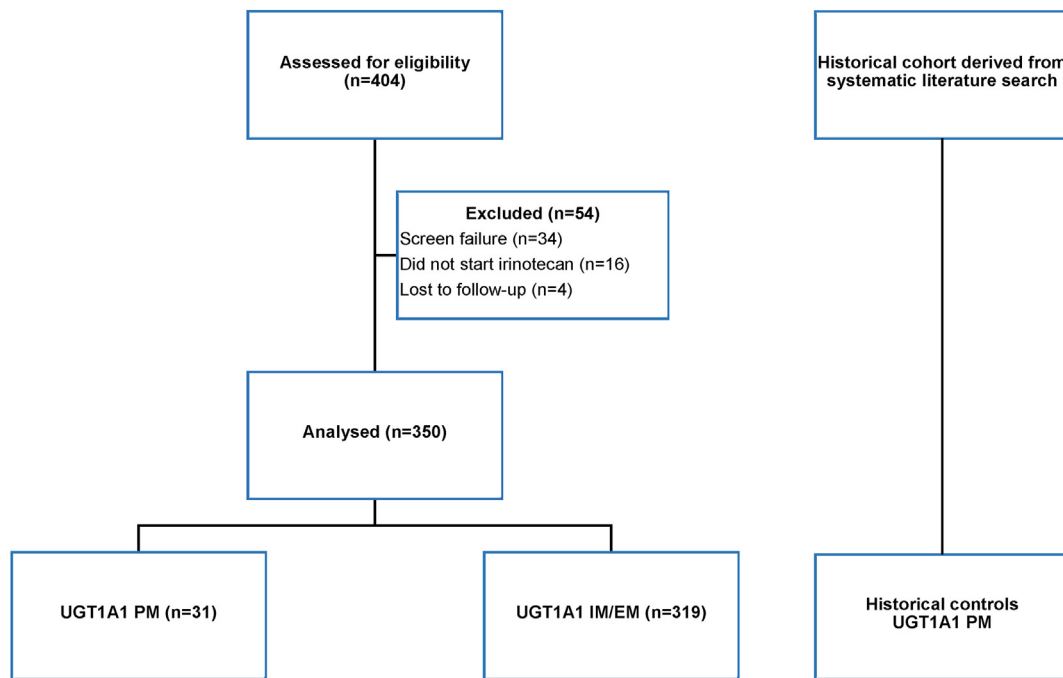 Assessed for eligibility
(n=404)
Historical cohort derived from
systematic literature search
Excluded (n=54)
Screen failure (n=34)
Did not start irinotecan (n=16)
Lost to follow-up (n=4)
Analysed (n=350)
UGT1A1 PM (n=31)
UGT1A1 IM/EM (n=319)
Historical controls
UGT1A1 PM